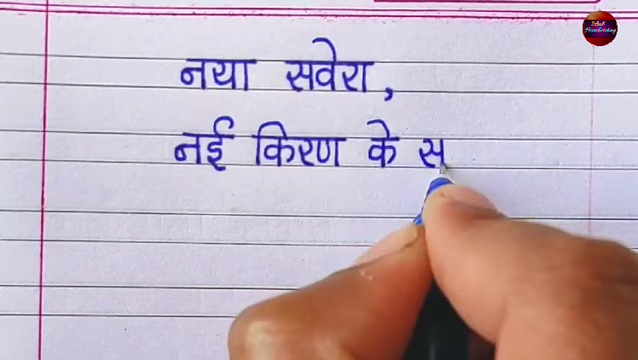 नया सवेरा,
नई किरण के स